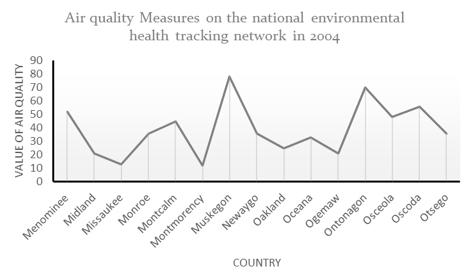 Air quality Measures on the national environmental
health tracking network in 2004
VALUE OF AIR QUALITY
90
80
70
60
50
40
30
20
10
0
Menominee
Midland
Missaukee
Monroe
Montcalm
Montmorency
Muskegon
Newaygo
Oakland
Oceana
Ogemaw
Ontonagon
Osceola
Oscoda
Otsego
COUNTRY